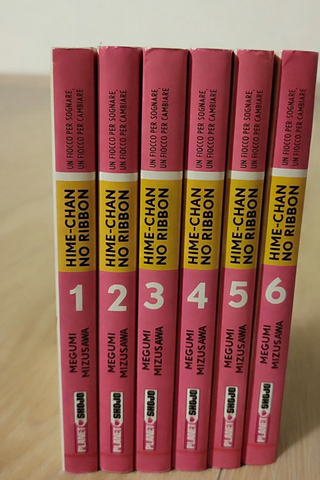 UN FIOCCO PER SOGNARE,
UN FIOCCO PER CAMBIARE
HIME-CHAN
NO RIBBON
1
MEGUMI
MIZUSAWA
PLANET SHOJO
UN FIOCCO PER SOGNARE,
UN FIOCCO PER CAMBIARE
HIME-CHAN
NO RIBBON
2
MEGUMI
MIZUSAWA
PLANET SHOJO
UN FIOCCO PER SOGNARE,
UN FIOCCO PER CAMBIARE
HIME-CHAN
NO RIBBON
3
MEGUMI
MIZUSAWA
PLANET SHOJO
UN FIOCCO PER SOGNARE,
UN FIOCCO PER CAMBIARE
HIME-CHAN
NO RIBBON
4
MEGUMI
MIZUSAWA
PLANET SHOJO
UN FIOCCO PER SOGNARE,
UN FIOCCO PER CAMBIARE
HIME-CHAN
NO RIBBON
5
MEGUMI
MIZUSAWA
PLANET SHOJO
UN FIOCCO PER SOGNARE,
UN FIOCCO PER CAMBIARE
HIME-CHAN
NO RIBBON
6
MEGUMI
MIZUSAWA
PLANET SHOJO